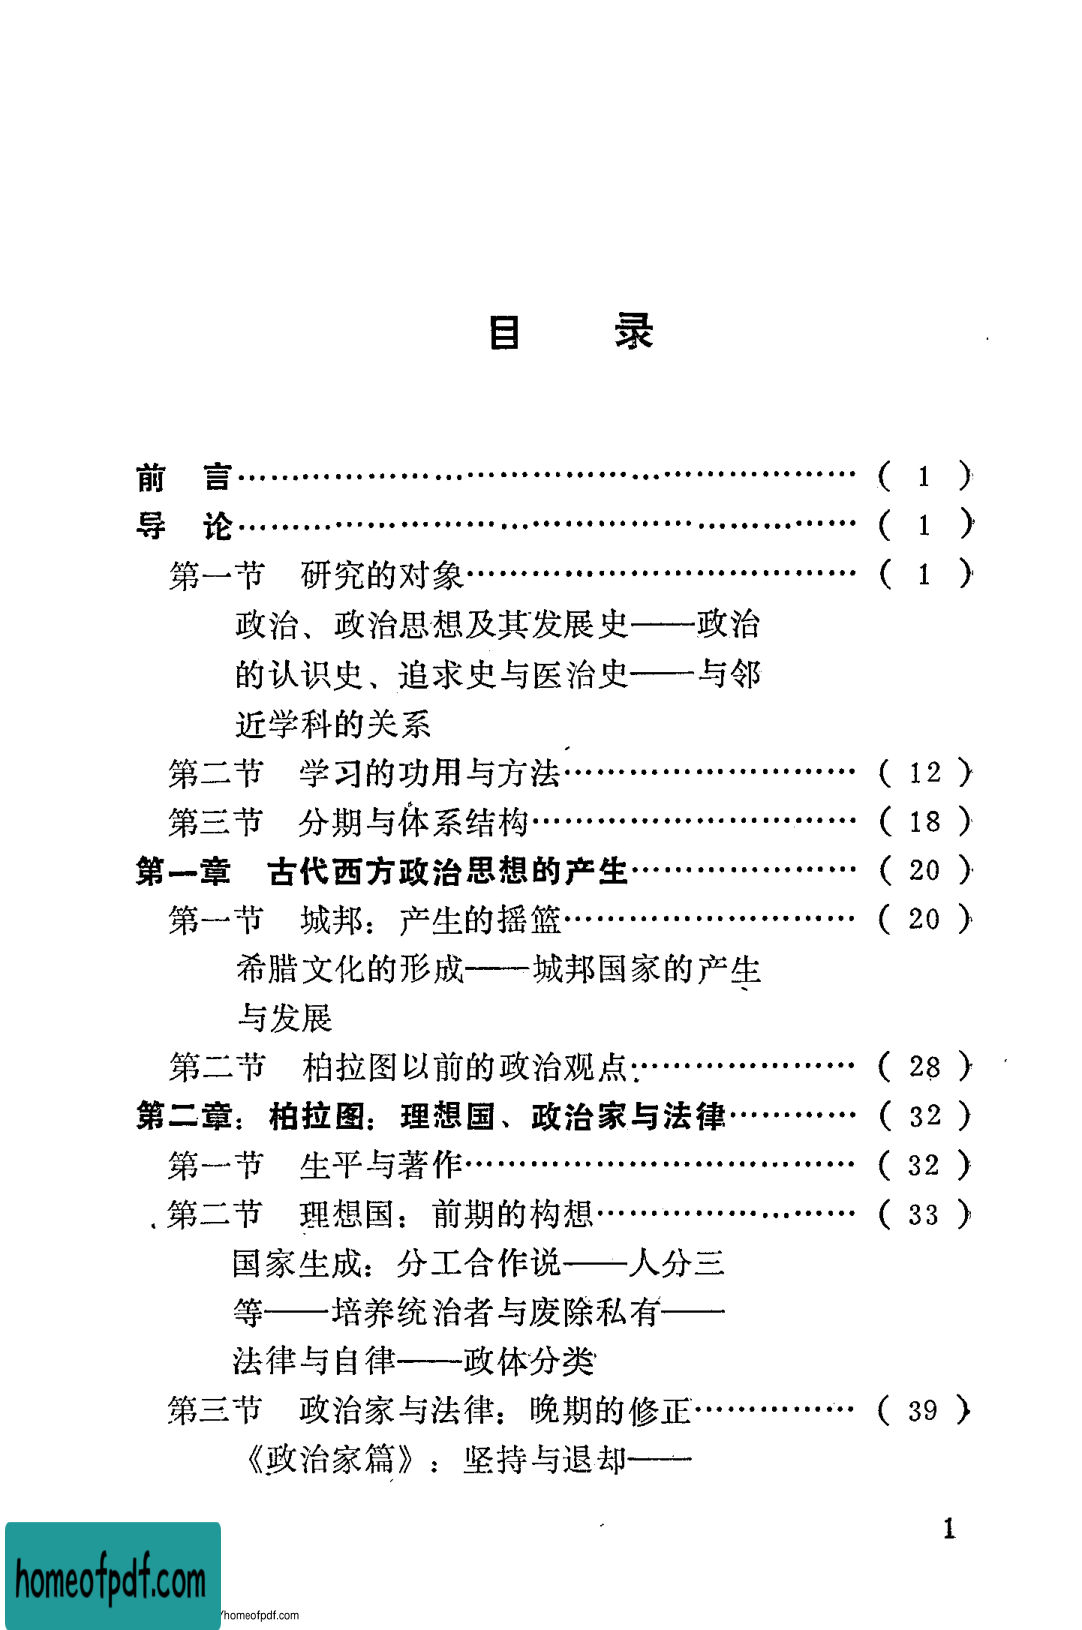 目 录
前 言…………………………………………………( 1 )
导 论…………………………………………………( 1 )
第一节 研究的对象………………………………( 1 )
政治、政治思想及其发展史——政治
的认识史、追求史与医治史——与邻
近学科的关系
第二节 学习的功用与方法………………………( 12 )
第三节 分期与体系结构…………………………( 18 )
第一章 古代西方政治思想的产生…………………( 20 )
第一节 城邦：产生的摇篮………………………( 20 )
希腊文化的形成——城邦国家的产生
与发展
第二节 柏拉图以前的政治观点…………………( 28 )
第二章：柏拉图：理想国、政治家与法律…………( 32 )
第一节 生平与著作………………………………( 32 )
第二节 理想国：前期的构想……………………( 33 )
国家生成：分工合作说——人分三
等——培养统治者与废除私有——
法律与自律——政体分类
第三节 政治家与法律：晚期的修正……………( 39 )
《政治家篇》：坚持与退却——
1
homeofpdf.com
/homeofpdf.com